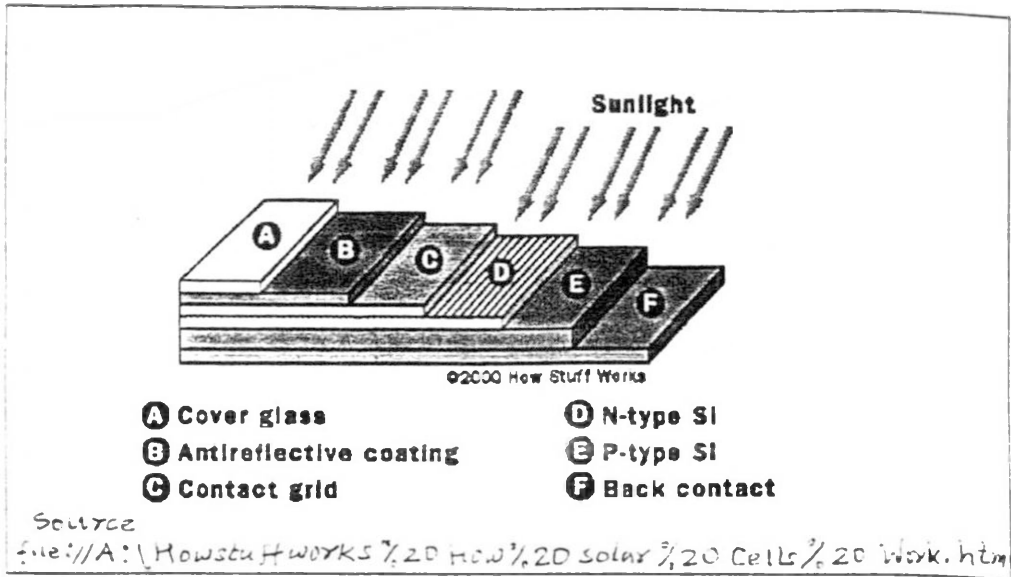 Sunlight
A
B
C
D
E
F
©2000 How Stuff Works
A Cover glass
B Antireflective coating
C Contact grid
D N-type Si
E P-type Si
F Back contact
Source
file://A:\Howstuffworks%20How%20solar%20Cells%20Work.htm